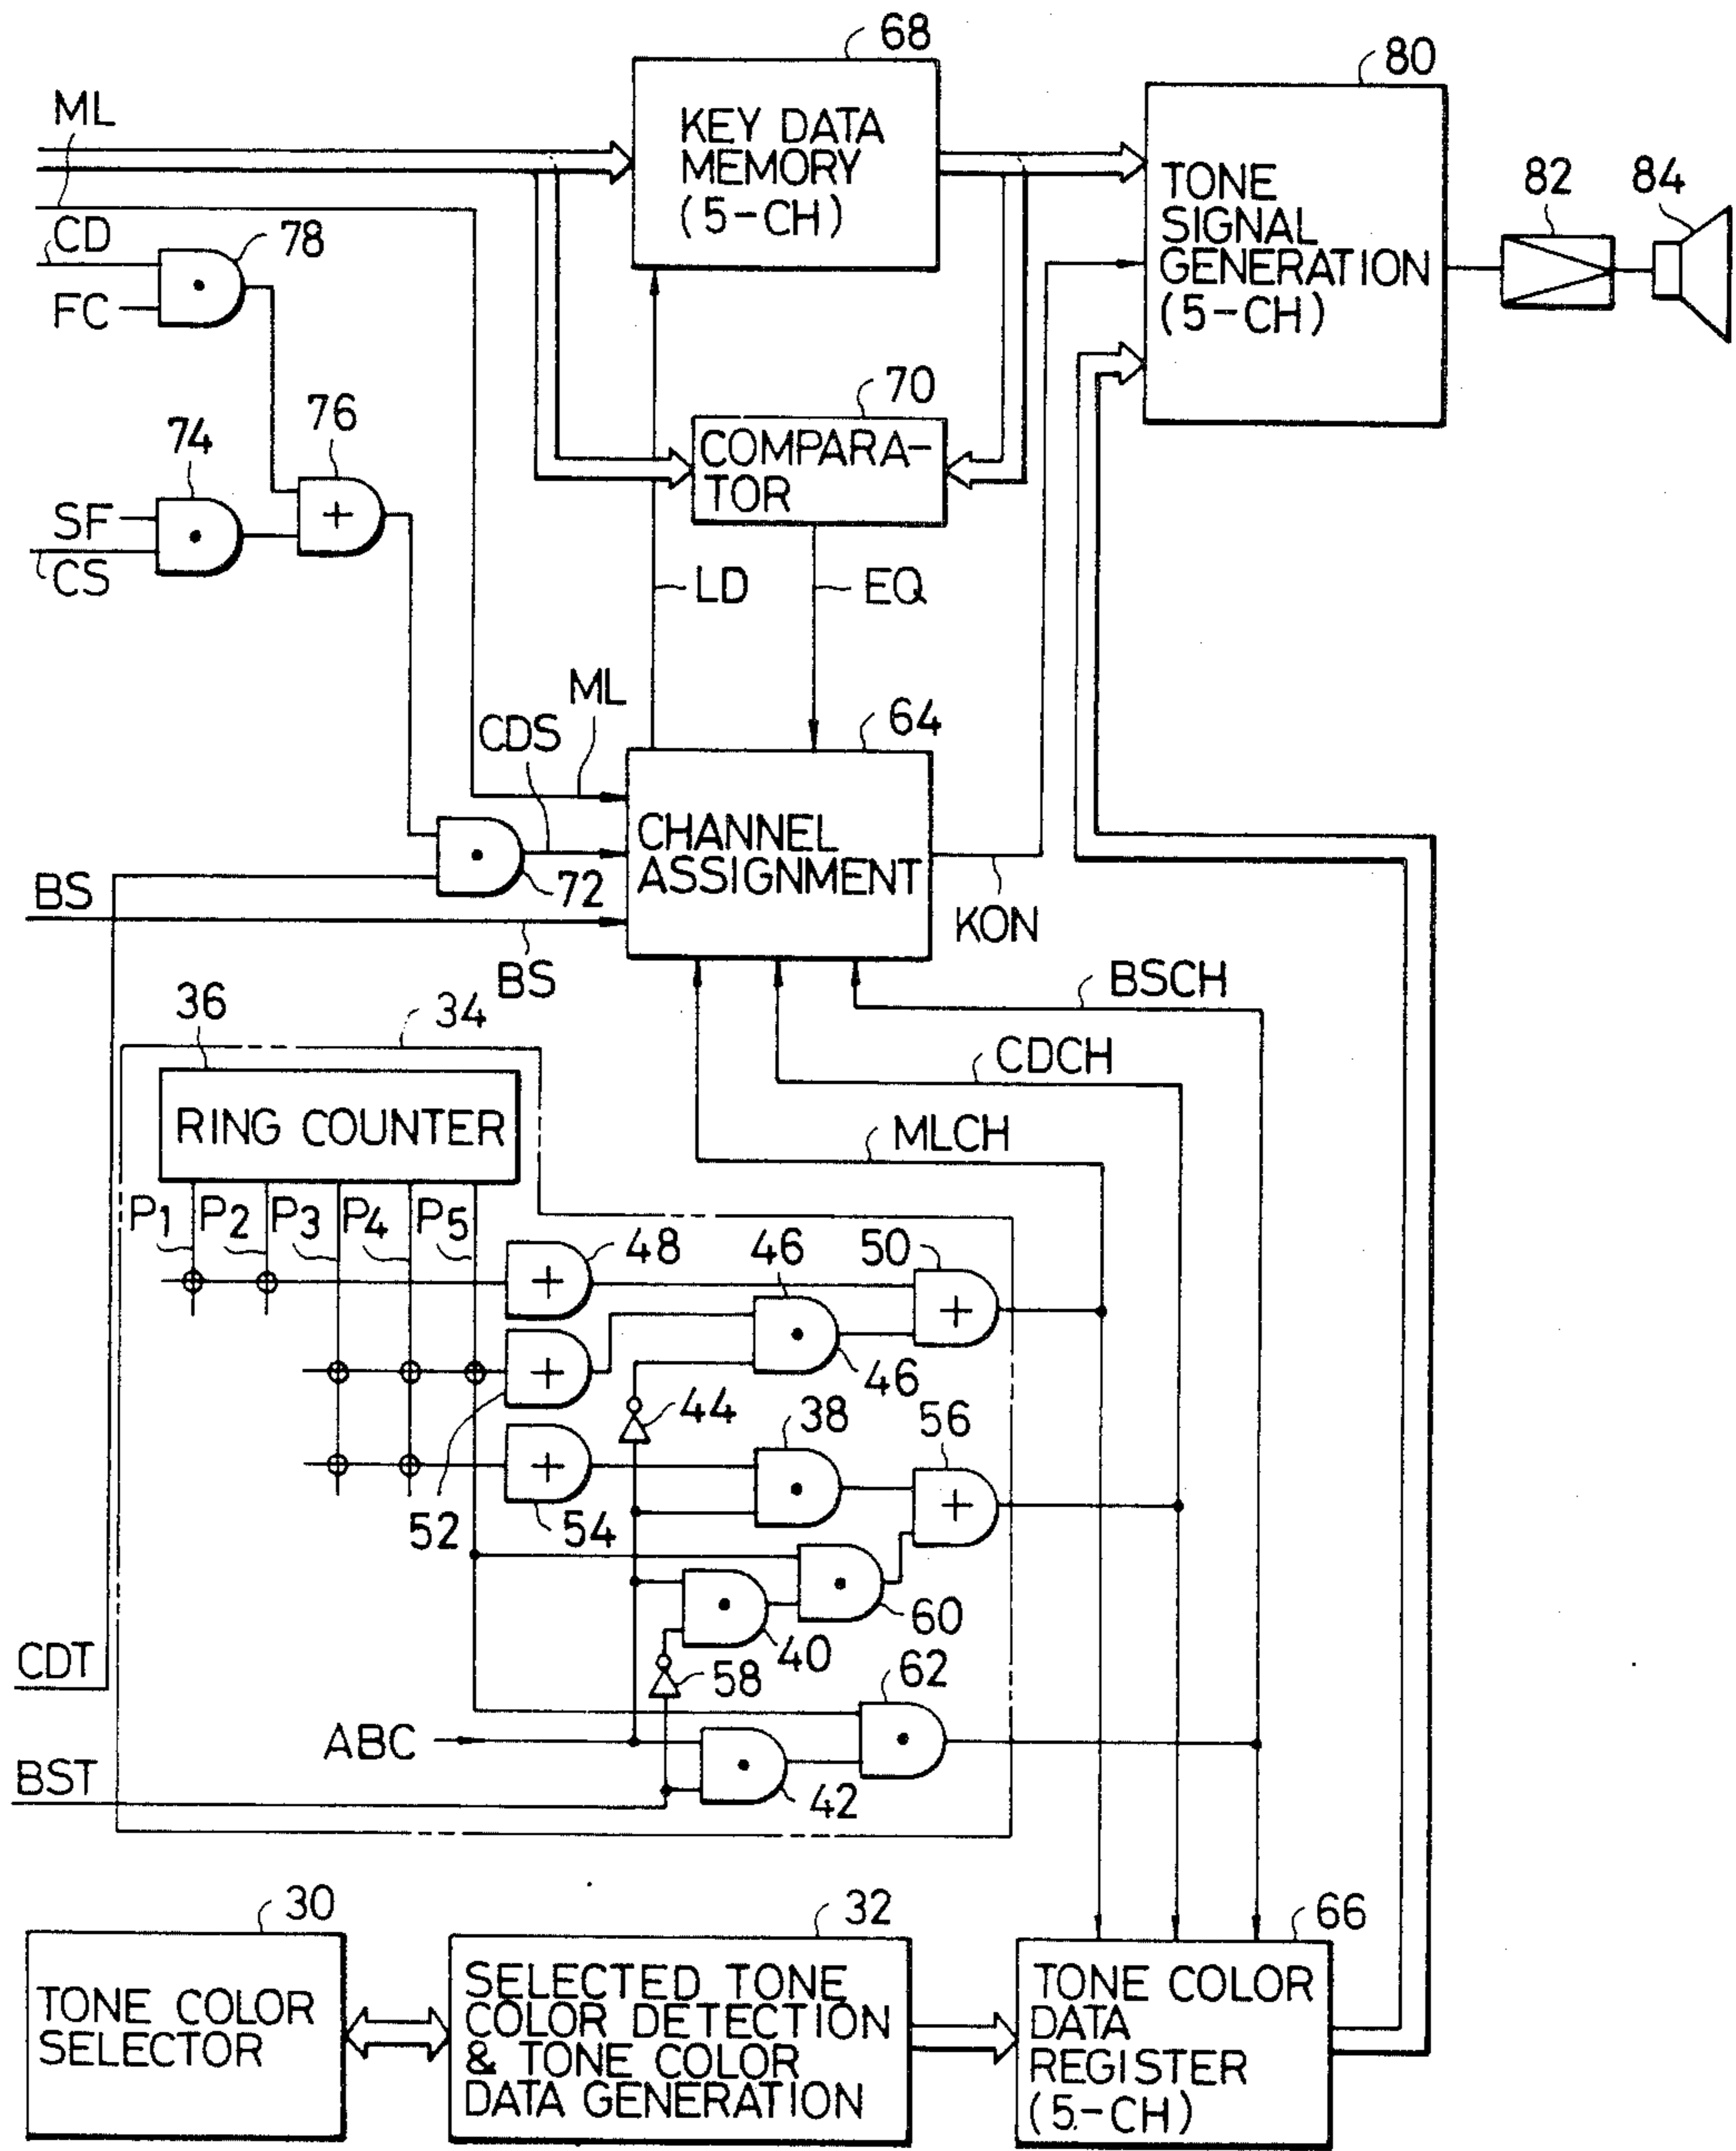 68
80
ML
KEY DATA
MEMORY
(5-CH)
TONE
SIGNAL
GENERATION
(5-CH)
82
84
CD
78
FC
70
76
74
COMPARA-
TOR
SF
CS
LD
EQ
ML
64
CDS
CHANNEL
ASSIGNMENT
72
BS
KON
BS
BSCH
36
34
CDCH
RING COUNTER
MLCH
P1
P2
P3
P4
P5
48
46
50
46
44
38
56
52
54
60
40
CDT
58
62
ABC
BST
42
30
32
66
TONE COLOR
SELECTOR
SELECTED TONE
COLOR DETECTION
& TONE COLOR
DATA GENERATION
TONE COLOR
DATA
REGISTER
(5-CH)